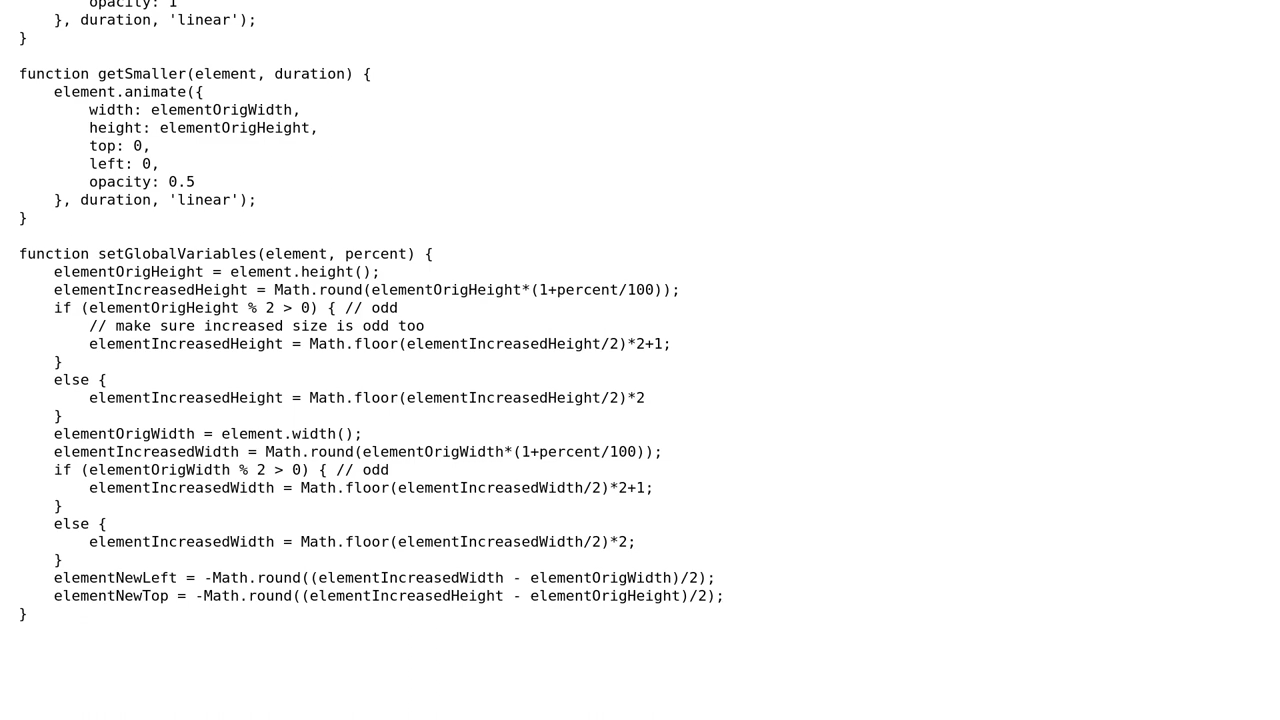 opacity: 1
    }, duration, 'linear');
}

function getSmaller(element, duration) {
    element.animate({
        width: elementOrigWidth,
        height: elementOrigHeight,
        top: 0,
        left: 0,
        opacity: 0.5
    }, duration, 'linear');
}

function setGlobalVariables(element, percent) {
    elementOrigHeight = element.height();
    elementIncreasedHeight = Math.round(elementOrigHeight*(1+percent/100));
    if (elementOrigHeight % 2 > 0) { // odd
        // make sure increased size is odd too
        elementIncreasedHeight = Math.floor(elementIncreasedHeight/2)*2+1;
    }
    else {
        elementIncreasedHeight = Math.floor(elementIncreasedHeight/2)*2
    }
    elementOrigWidth = element.width();
    elementIncreasedWidth = Math.round(elementOrigWidth*(1+percent/100));
    if (elementOrigWidth % 2 > 0) { // odd
        elementIncreasedWidth = Math.floor(elementIncreasedWidth/2)*2+1;
    }
    else {
        elementIncreasedWidth = Math.floor(elementIncreasedWidth/2)*2;
    }
    elementNewLeft = -Math.round((elementIncreasedWidth - elementOrigWidth)/2);
    elementNewTop = -Math.round((elementIncreasedHeight - elementOrigHeight)/2);
}